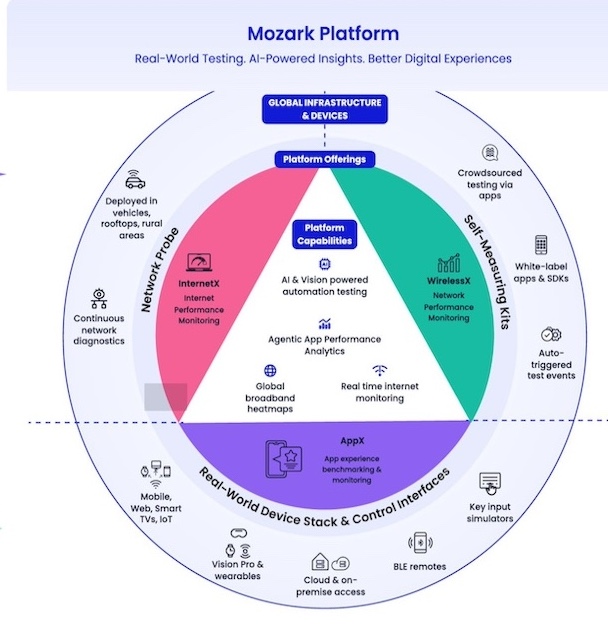 Mozark Platform
Real-World Testing. AI-Powered Insights. Better Digital Experiences
GLOBAL INFRASTRUCTURE
& DEVICES
Platform Offerings
Crowdsourced
testing via
apps
Deployed in
vehicles,
rooftops, rural
areas
Network Probe
Self-Measuring Kits
Platform
Capabilities
InternetX
Internet
Performance
Monitoring
AI & Vision powered
automation testing
WirelessX
Network
Performance
Monitoring
White-label
apps & SDKs
Continuous
network
diagnostics
Agentic App Performance
Analytics
Auto-
triggered
test events
Global
broadband
heatmaps
Real time internet
monitoring
AppX
App experience
benchmarking &
monitoring
Real-World Device Stack & Control Interfaces
Mobile,
Web, Smart
TVs, IoT
Key input
simulators
Vision Pro &
wearables
Cloud & on-
premise access
BLE remotes